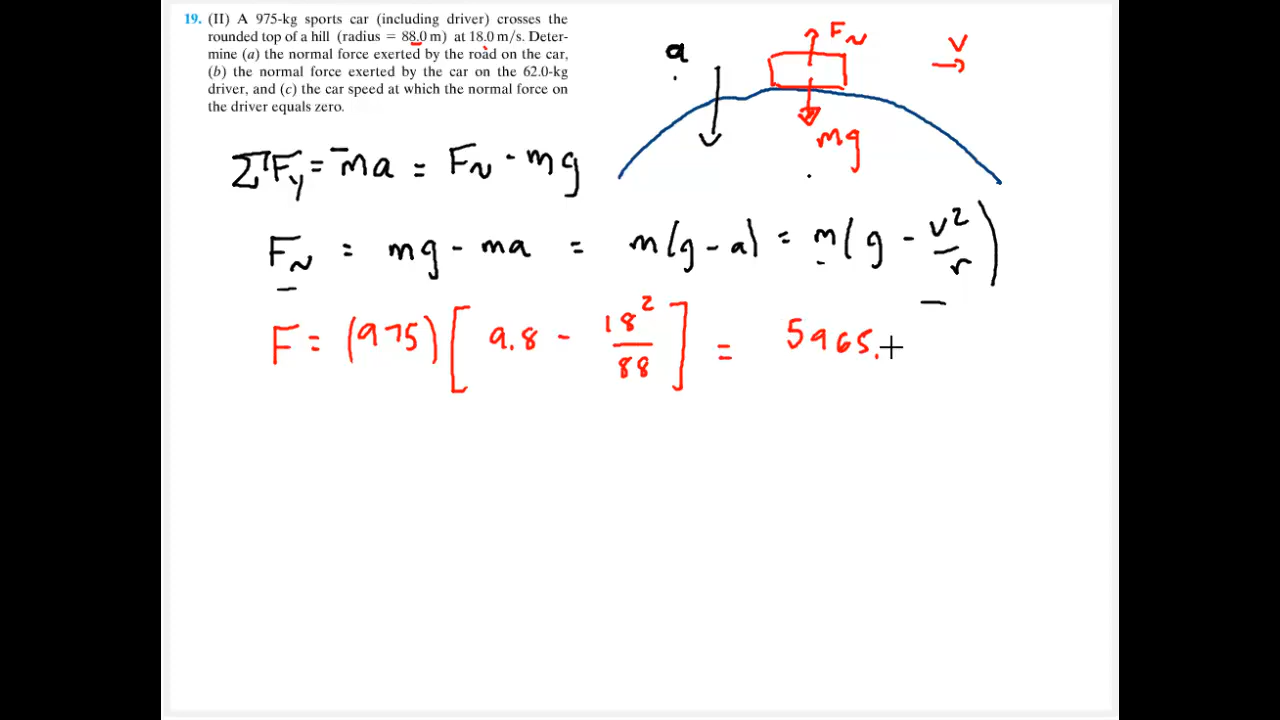 19. (II) A 975-kg sports car (including driver) crosses the
rounded top of a hill (radius = 88.0 m) at 18.0 m/s. Deter-
mine (a) the normal force exerted by the road on the car,
(b) the normal force exerted by the car on the 62.0-kg
driver, and (c) the car speed at which the normal force on
the driver equals zero.
a
F_N
v
mg
ΣF_y = -ma = F_N - mg
F_N = mg - ma = m(g - a) = m(g - v²/r)
F = (975)[9.8 - 18²/88] = 5965.